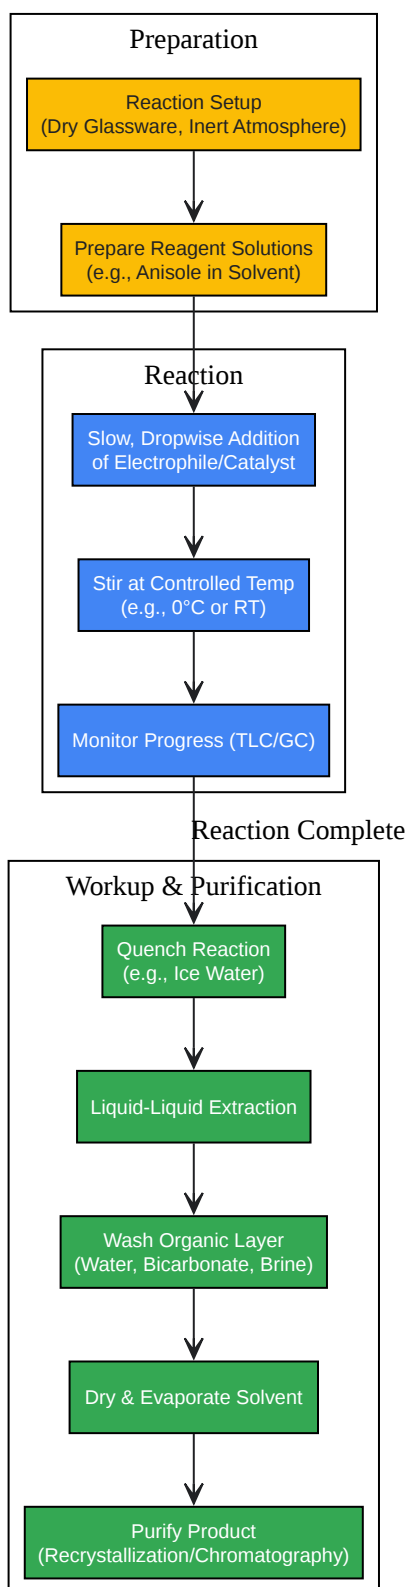 Preparation
Reaction Setup
(Dry Glassware, Inert Atmosphere)
Prepare Reagent Solutions
(e.g., Anisole in Solvent)
Reaction
Slow, Dropwise Addition
of Electrophile/Catalyst
Stir at Controlled Temp
(e.g., 0°C or RT)
Monitor Progress (TLC/GC)
Reaction Complete
Workup & Purification
Quench Reaction
(e.g., Ice Water)
Liquid-Liquid Extraction
Wash Organic Layer
(Water, Bicarbonate, Brine)
Dry & Evaporate Solvent
Purify Product
(Recrystallization/Chromatography)